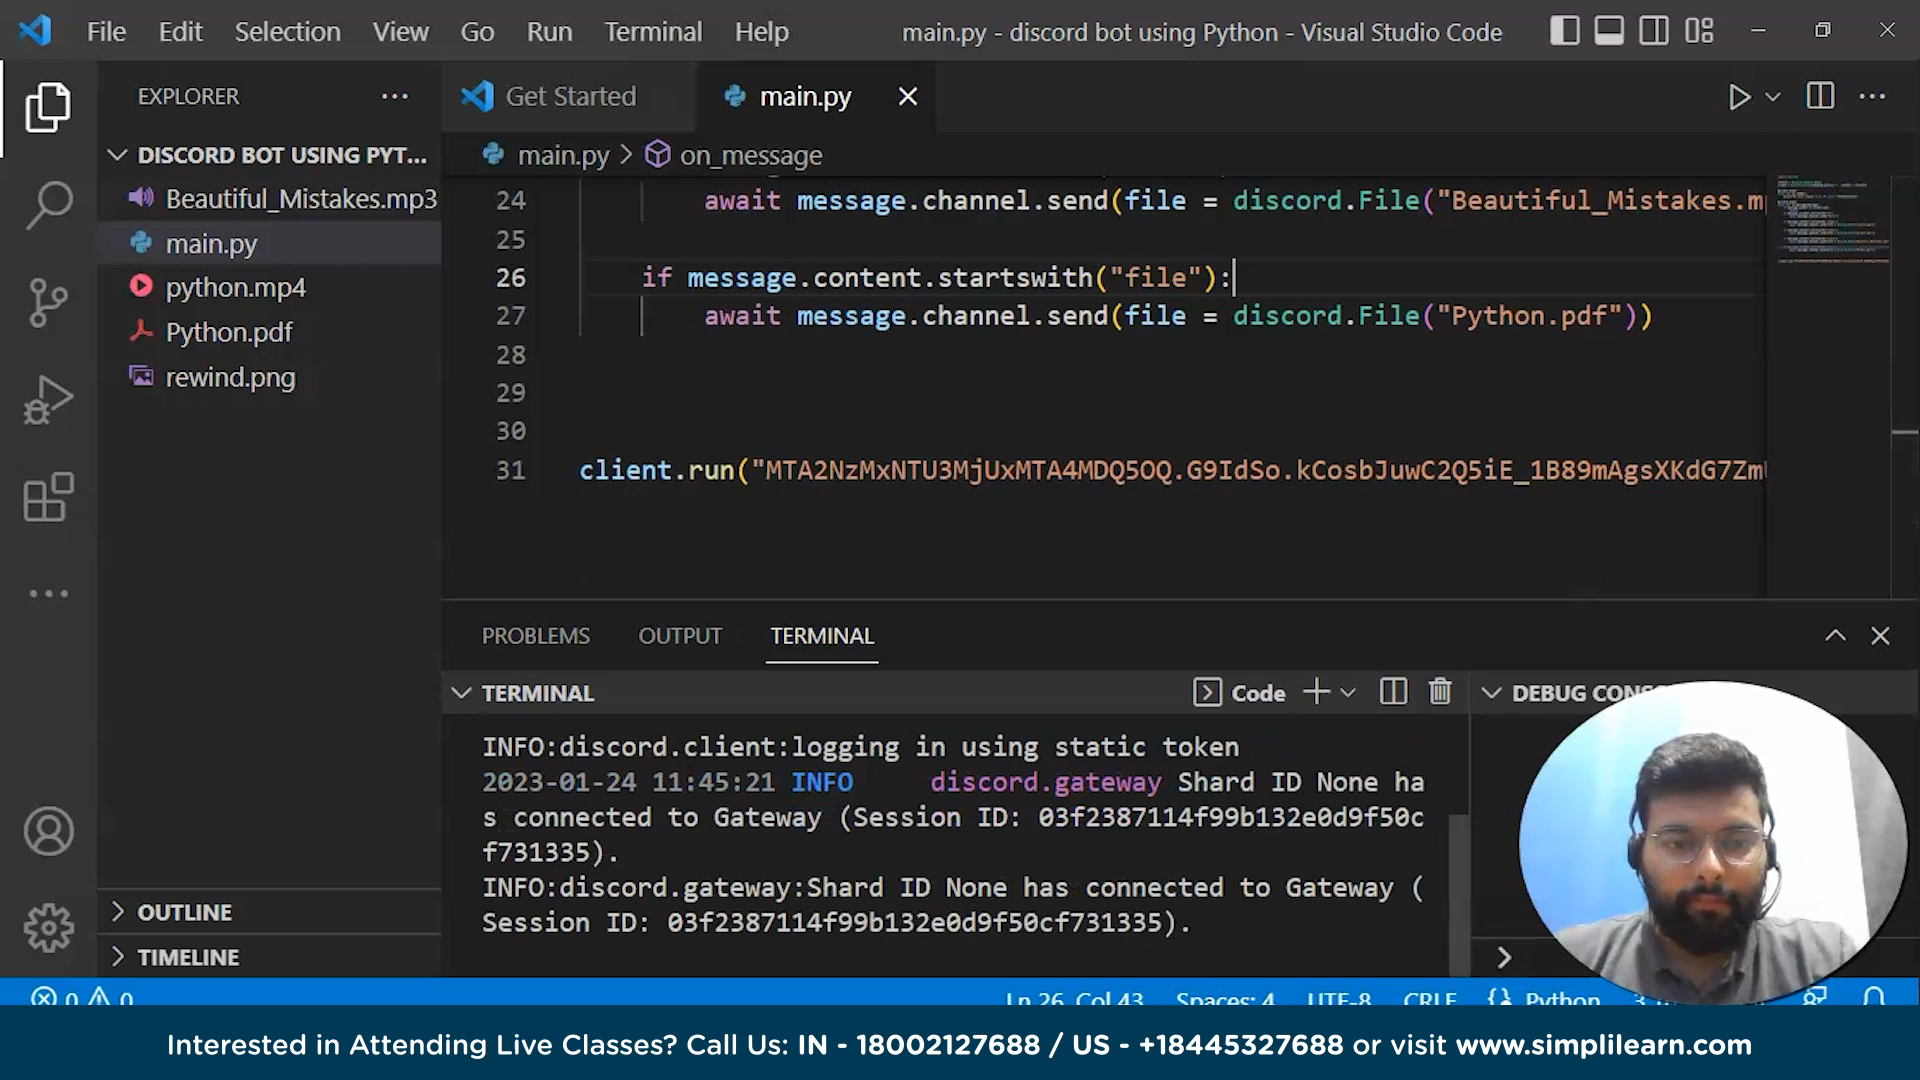 File Edit Selection View Go Run Terminal Help
main.py - discord bot using Python - Visual Studio Code
EXPLORER
Get Started
main.py
DISCORD BOT USING PYT...
Beautiful_Mistakes.mp3
main.py
python.mp4
Python.pdf
rewind.png
OUTLINE
TIMELINE
main.py > on_message
24 await message.channel.send(file = discord.File("Beautiful_Mistakes.m
25
26 if message.content.startswith("file"):
27 await message.channel.send(file = discord.File("Python.pdf"))
28
29
30
31 client.run("MTA2NzMxNTU3MjUxMTA4MDQ5OQ.G9IdSo.kCosbJuwC2Q5iE_1B89mAgsXKdG7Zm
PROBLEMS OUTPUT TERMINAL
TERMINAL
Code
DEBUG CONS
INFO:discord.client:logging in using static token
2023-01-24 11:45:21 INFO discord.gateway Shard ID None ha
s connected to Gateway (Session ID: 03f2387114f99b132e0d9f50c
f731335).
INFO:discord.gateway:Shard ID None has connected to Gateway (
Session ID: 03f2387114f99b132e0d9f50cf731335).
0 0 Ln 26, Col 43 Spaces: 4 UTF-8 CRLF Python
Interested in Attending Live Classes? Call Us: IN - 18002127688 / US - +18445327688 or visit www.simplilearn.com